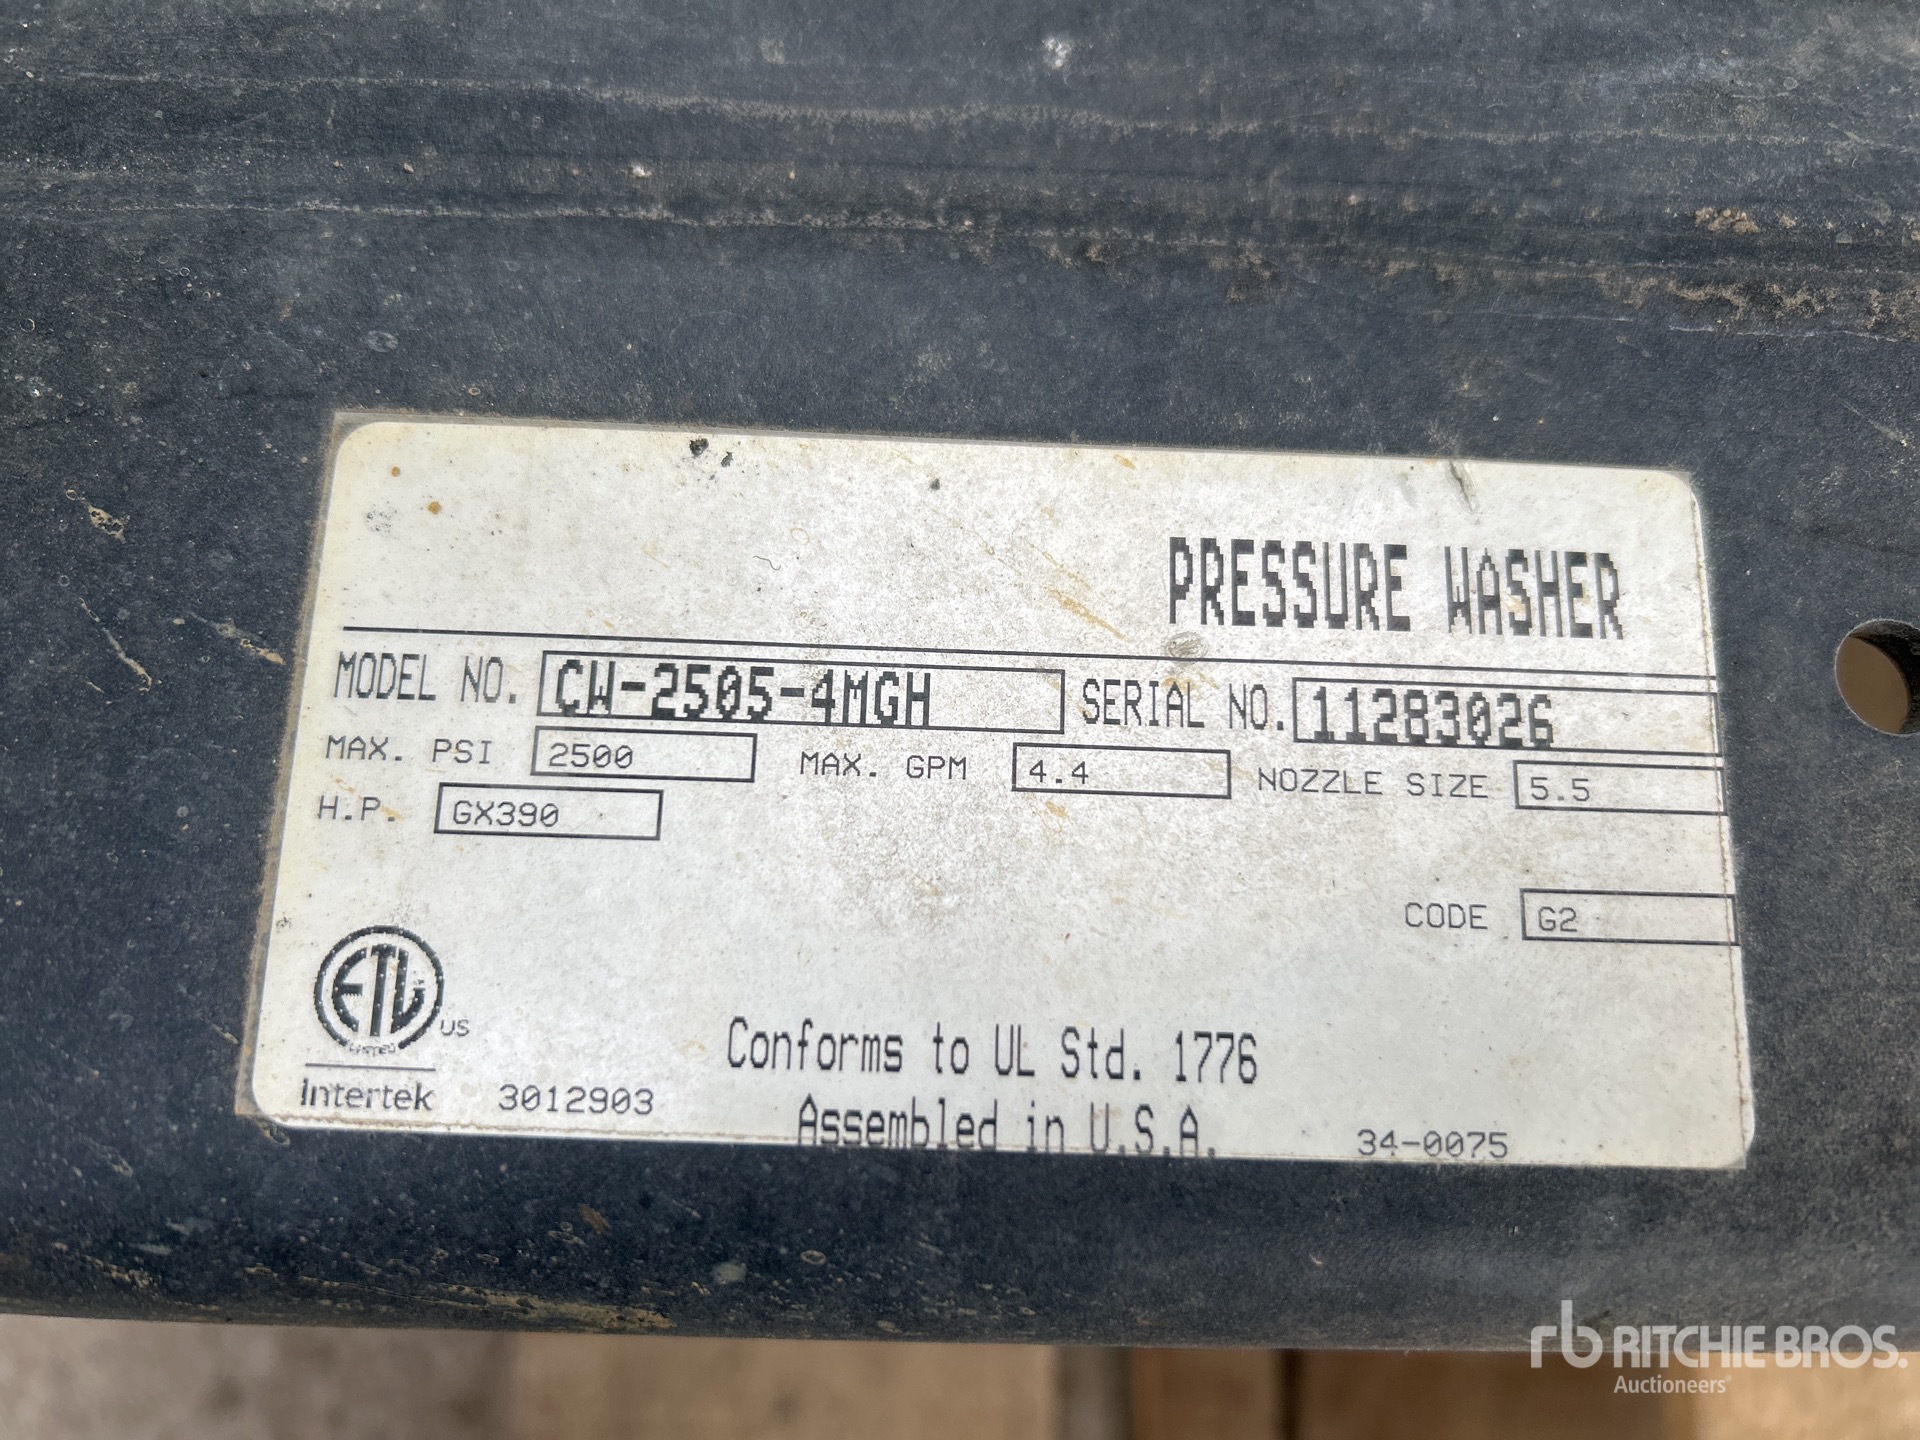 PRESSURE WASHER
MODEL NO. CW-2505-4MGH SERIAL NO. 11283026
MAX. PSI 2500 MAX. GPM 4.4 NOZZLE SIZE 5.5
H.P. GX390
CODE G2
ETL US
LISTED
Intertek 3012903
Conforms to UL Std. 1776
Assembled in U.S.A. 34-0075
rb RITCHIE BROS.
Auctioneers